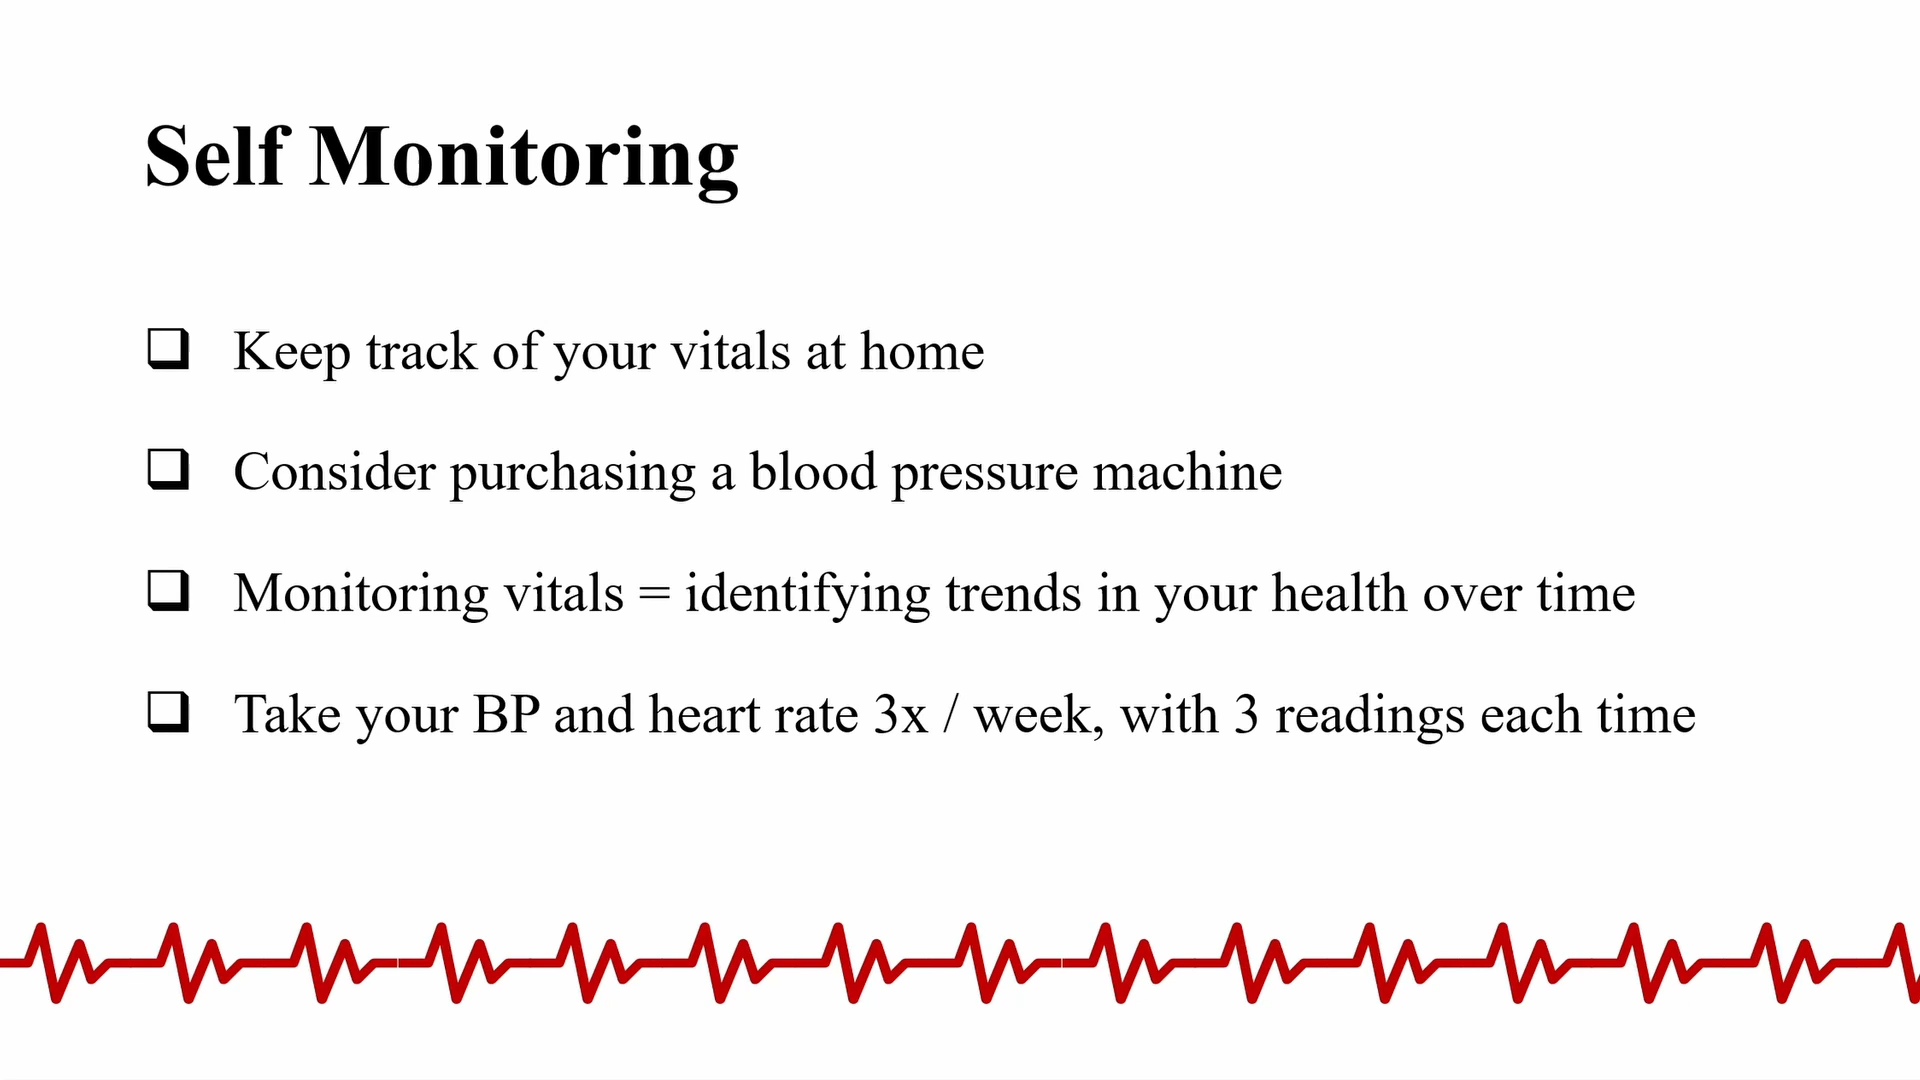 Self Monitoring
❑ Keep track of your vitals at home
❑ Consider purchasing a blood pressure machine
❑ Monitoring vitals = identifying trends in your health over time
❑ Take your BP and heart rate 3x / week, with 3 readings each time